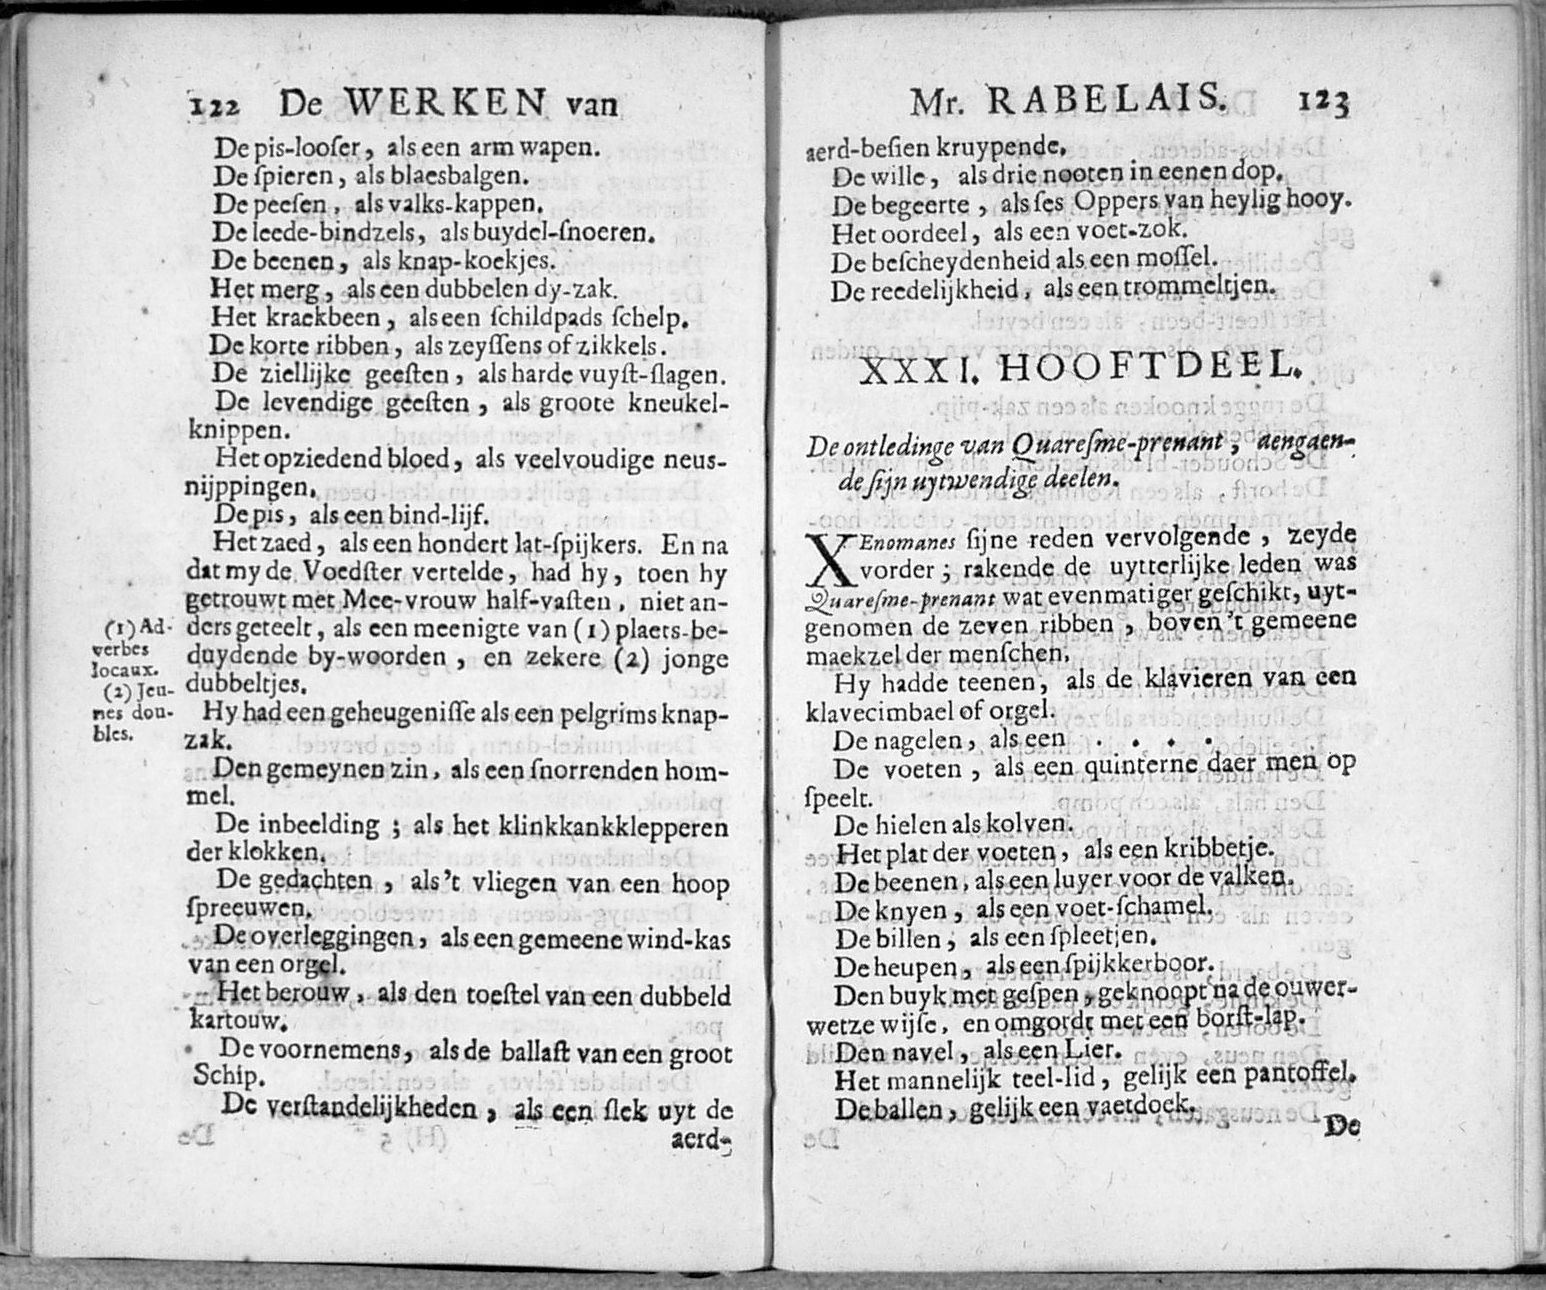 122 De WERKEN van
De pis-looſer, als een arm wapen.
De ſpieren, als blaesbalgen.
De peeſen, als valks-kappen.
De leede-bindzels, als buydel-ſnoeren.
De beenen, als knap-koekjes.
Het merg, als een dubbelen dy-zak.
Het krackbeen, als een ſchildpads ſchelp.
De korte ribben, als zeyſſens of zikkels.
De ziellijke geeſten, als harde vuyſt-ſlagen.
De levendige geeſten, als groote kneukel-
knippen.
Het opziedend bloed, als veelvoudige neus-
nijppingen.
De pis, als een bind-lijf.
Het zaed, als een hondert lat-ſpijkers. En na
dat my de Voedſter vertelde, had hy, toen hy
getrouwt met Mee-vrouw half-vaſten, niet an-
ders geteelt, als een meenigte van (1) plaets-be-
duydende by-woorden, en zekere (2) jonge
dubbeltjes.
(1) Ad-
verbes
locaux.
(2) Jeu-
nes dou-
bles.
Hy had een geheugeniſſe als een pelgrims knap-
zak.
Den gemeynen zin, als een ſnorrenden hom-
mel.
De inbeelding ; als het klinkkankklepperen
der klokken.
De gedachten, als 't vliegen van een hoop
ſpreeuwen.
De overleggingen, als een gemeene wind-kas
van een orgel.
Het berouw, als den toeſtel van een dubbeld
kartouw.
De voornemens, als de ballaſt van een groot
Schip.
De verſtandelijkheden, als een ſlek uyt de
aerd-
Mr. RABELAIS. 123
aerd-beſien kruypende.
De wille, als drie nooten in eenen dop.
De begeerte, als ſes Oppers van heylig hooy.
Het oordeel, als een voet-zok.
De beſcheydenheid als een moſſel.
De reedelijkheid, als een trommeltjen.
XXXI. HOOFTDEEL.
De ontledinge van Quareſme-prenant, aengaen-
de ſijn uytwendige deelen.
XEnomanes ſijne reden vervolgende, zeyde
vorder; rakende de uytterlijke leden was
Quareſme-prenant wat evenmatiger geſchikt, uyt-
genomen de zeven ribben, boven 't gemeene
maekzel der menſchen.
Hy hadde teenen, als de klavieren van een
klavecimbael of orgel.
De nagelen, als een . . . .
De voeten, als een quinterne daer men op
ſpeelt.
De hielen als kolven.
Het plat der voeten, als een kribbetje.
De beenen, als een luyer voor de valken.
De knyen, als een voet-ſchamel.
De billen, als een ſpleetjen.
De heupen, als een ſpijkkerboor.
Den buyk met geſpen, geknoopt na de ouwer-
wetze wijſe, en omgordt met een borſt-lap.
Den navel, als een Lier.
Het mannelijk teel-lid, gelijk een pantoffel.
De ballen, gelijk een vaetdoek.
De